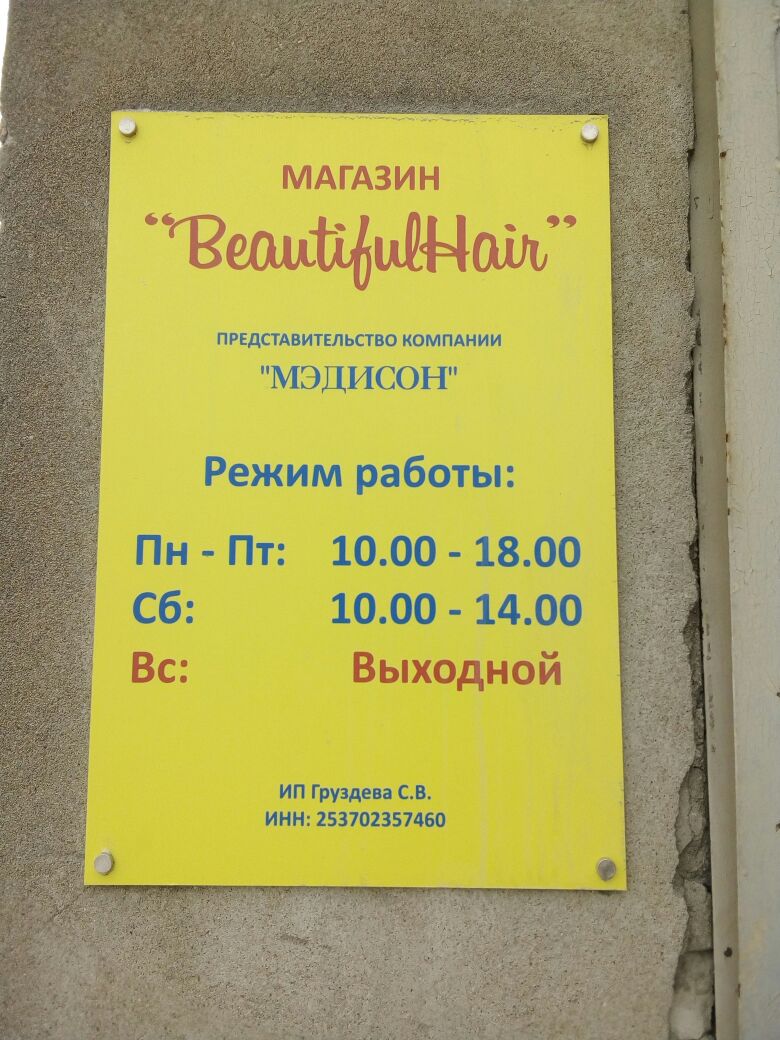 МАГАЗИН
“BeautifulHair”
ПРЕДСТАВИТЕЛЬСТВО КОМПАНИИ
"МЭДИСОН"
Режим работы:
Пн - Пт: 10.00 - 18.00
Сб: 10.00 - 14.00
Вс: Выходной
ИП Груздева С.В.
ИНН: 253702357460